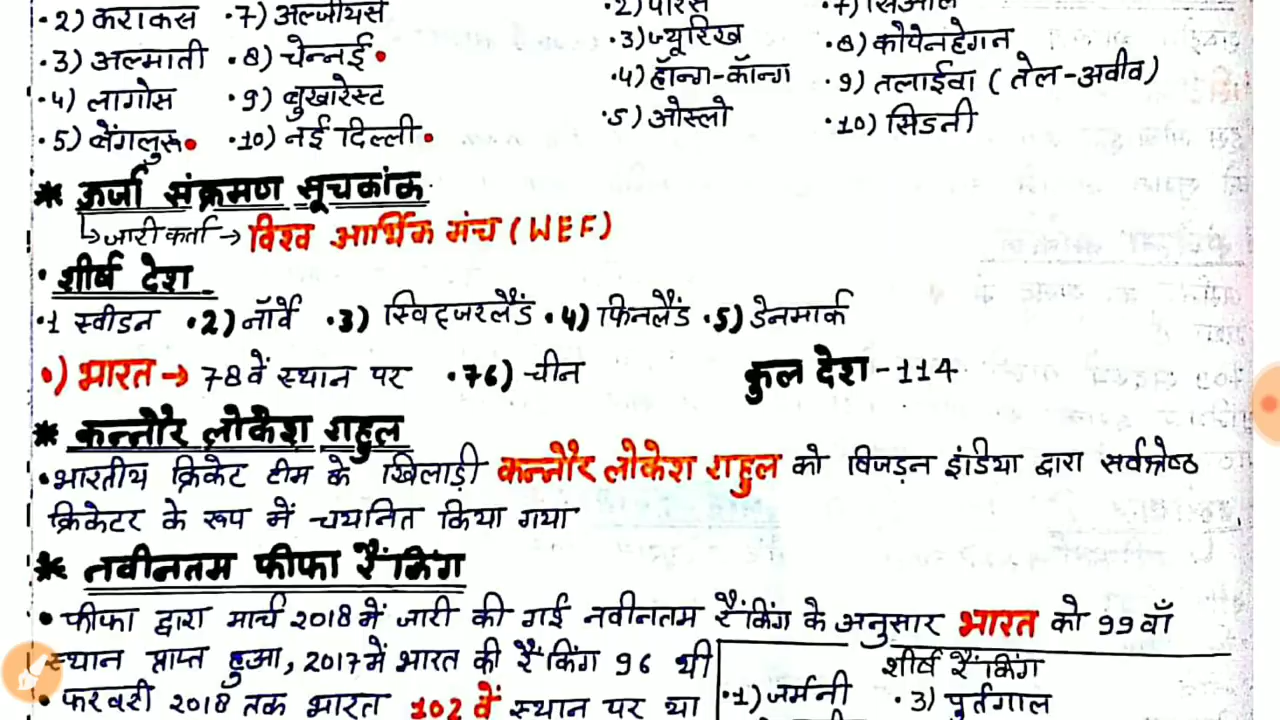 •2) कराकस •7) अल्जीयर्स
•3) अल्माती •8) चेन्नई •
•4) लागोस •9) बुखारेस्ट
•5) बेंगलुरू • •10) नई दिल्ली •
•2) पेरिस •7) सिओल
•3) ज्यूरिख •8) कोपेनहेगन
•4) हॉन्ग-कॉन्ग •9) तलाईवा (तेल-अवीव)
•5) ओस्लो •10) सिडनी
* ऊर्जा संक्रमण सूचकांक
↳ जारीकर्ता → विश्व आर्थिक मंच (WEF)
• शीर्ष देश
•1 स्वीडन •2) नॉर्वे •3) स्विट्जरलैंड •4) फिनलैंड •5) डेनमार्क
•) भारत → 78 वें स्थान पर •76) चीन कुल देश - 114
* कन्नौर लोकेश राहुल
• भारतीय क्रिकेट टीम के खिलाड़ी कन्नौर लोकेश राहुल को विजडन इंडिया द्वारा सर्वश्रेष्ठ
क्रिकेटर के रूप में चयनित किया गया
* नवीनतम फीफा रैंकिंग
• फीफा द्वारा मार्च 2018 में जारी की गई नवीनतम रैंकिंग के अनुसार भारत को 99 वाँ
स्थान प्राप्त हुआ, 2017 में भारत की रैंकिंग 96 थी
• फरवरी 2018 तक भारत 102 वें स्थान पर था
शीर्ष रैंकिंग
•1) जर्मनी •3) पुर्तगाल